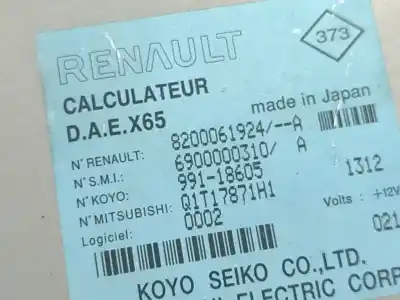 RENAULT
373
CALCULATEUR
D.A.E.X65
made in Japan
N° RENAULT: 8200061924/--A
N° S.M.I.: 6900000310/ A
N° KOYO: 991-18605
1312
N° MITSUBISHI: Q1T17871H1
Volts: +12V
Logiciel: 0002
021
KOYO SEIKO CO.,LTD.
ELECTRIC CORP